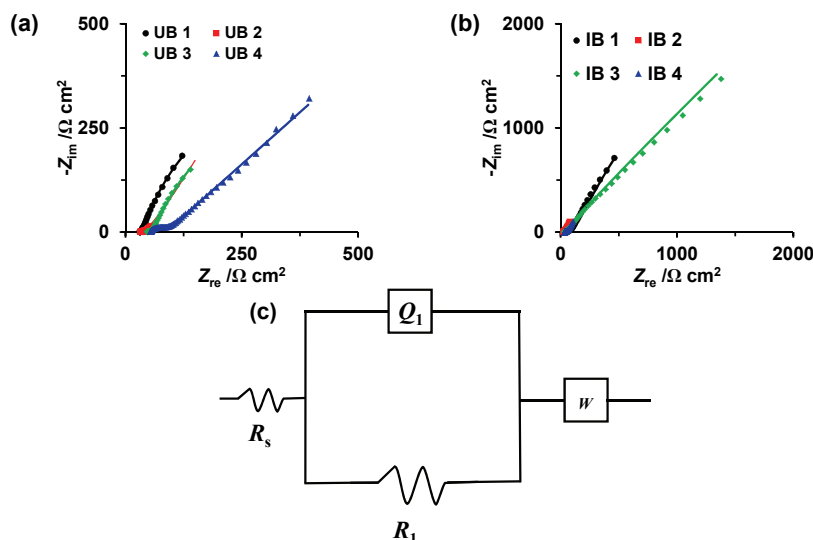 (a)
500
UB 1 UB 2
UB 3 UB 4
-Zim /Ω cm2
250
0
0 250 500
Zre /Ω cm2
(b)
2000
IB 1 IB 2
IB 3 IB 4
-Zim /Ω cm2
1000
0
0 1000 2000
Zre /Ω cm2
(c)
Q1
Rs
W
R1